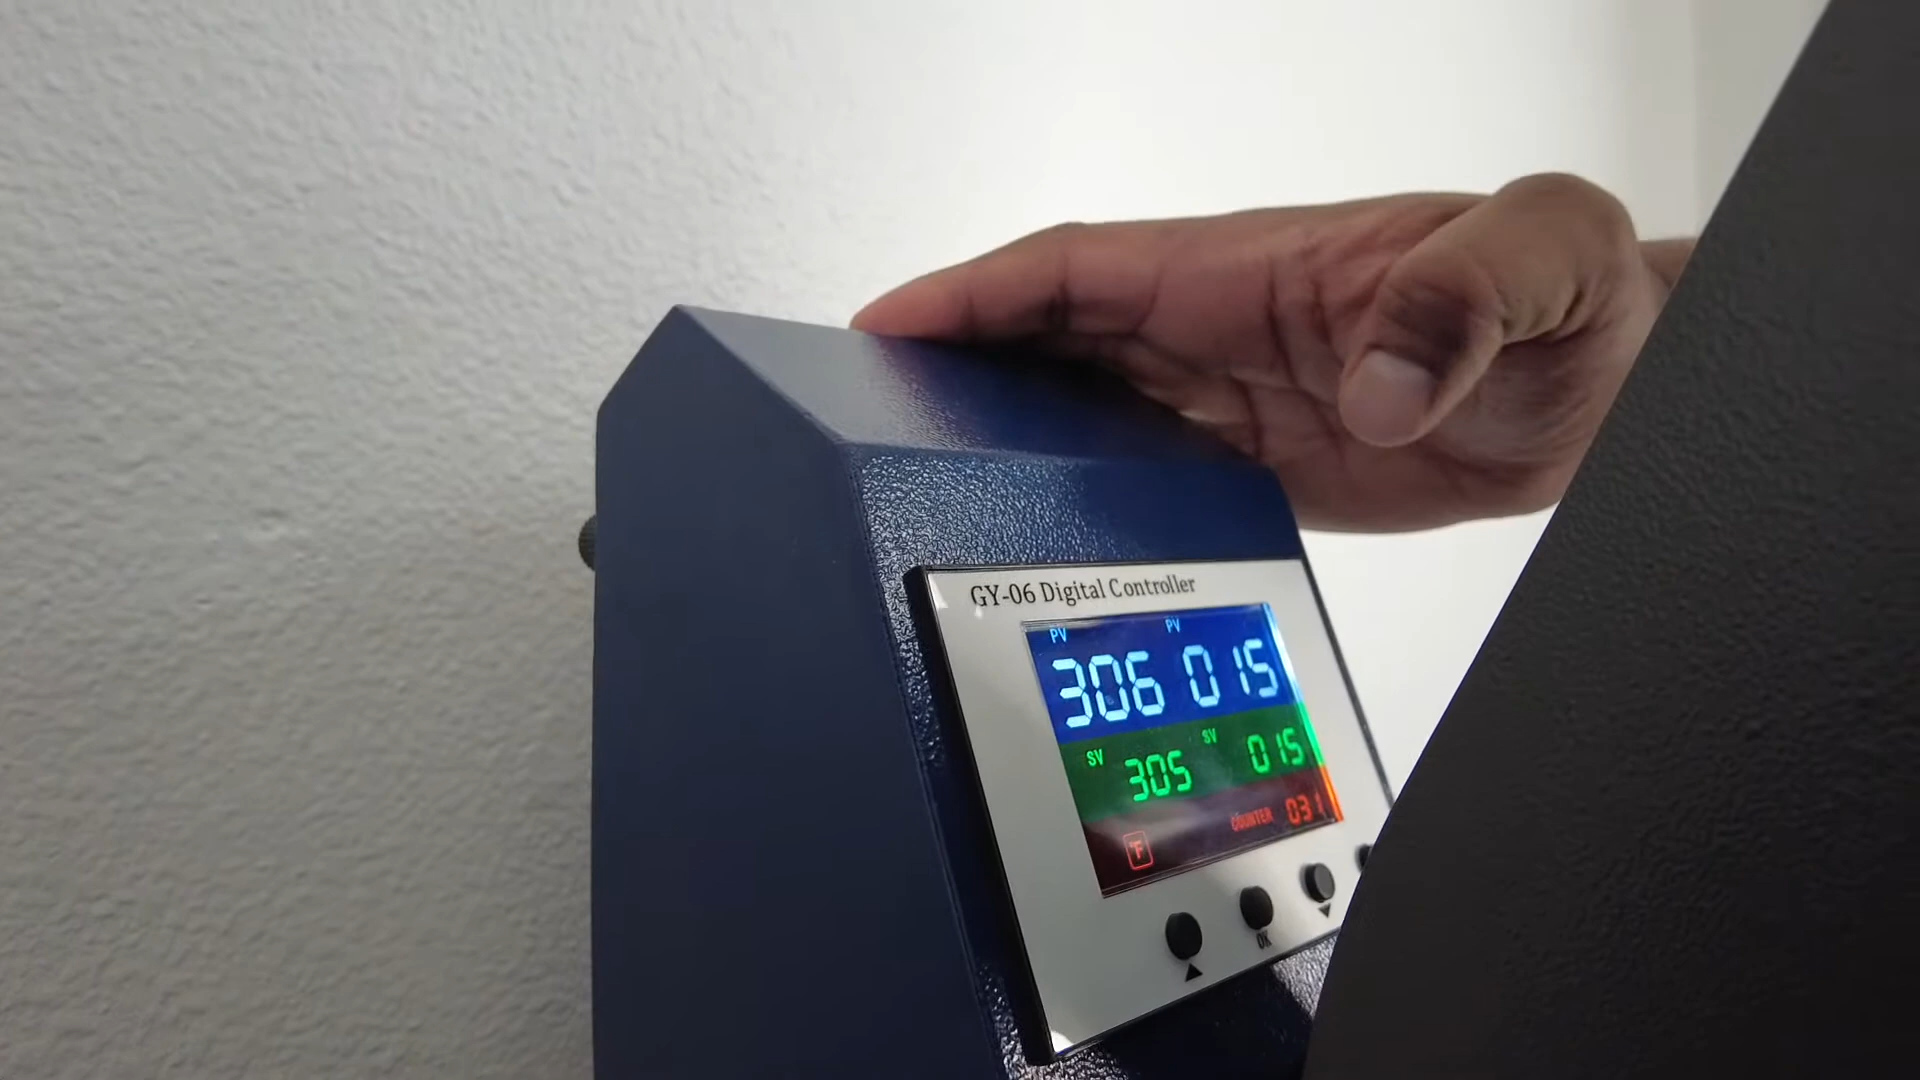 GY-06 Digital Controller
PV PV
306 015
SV SV
305 015
°F COUNTER 031
▲ OK ▼